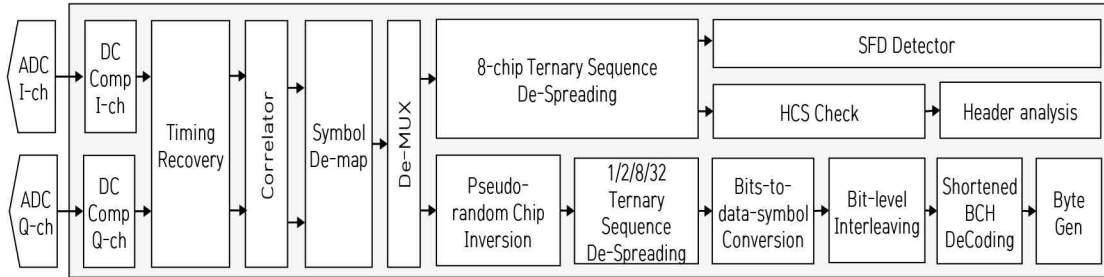 ADC
I-ch
DC
Comp
I-ch
ADC
Q-ch
DC
Comp
Q-ch
Timing
Recovery
Correlator
Symbol
De-map
De-MUX
8-chip Ternary Sequence
De-Spreading
SFD Detector
HCS Check
Header analysis
Pseudo-
random Chip
Inversion
1/2/8/32
Ternary
Sequence
De-Spreading
Bits-to-
data-symbol
Conversion
Bit-level
Interleaving
Shortened
BCH
DeCoding
Byte
Gen